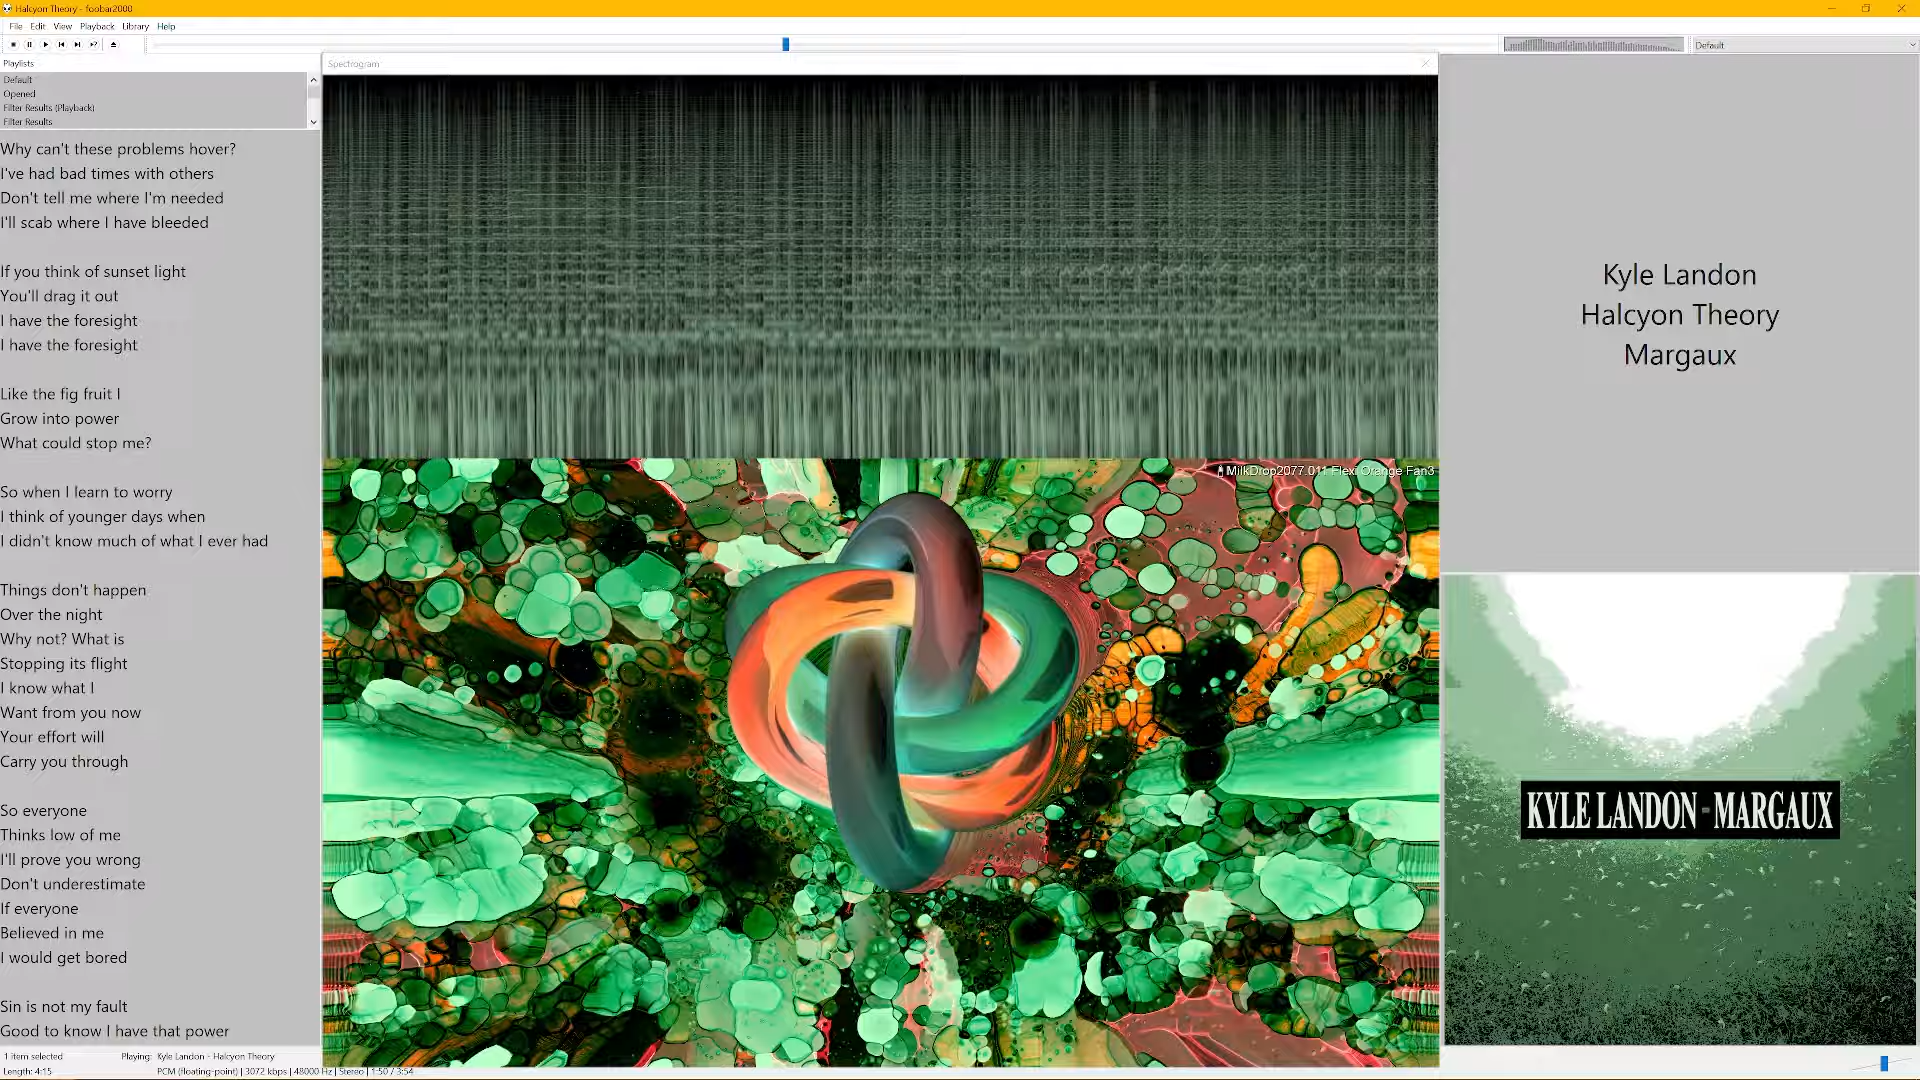 Halcyon Theory - foobar2000
File Edit View Playback Library Help
Default
Playlists
Default
Opened
Filter Results (Playback)
Filter Results
Spectrogram
Why can't these problems hover?
I've had bad times with others
Don't tell me where I'm needed
I'll scab where I have bleeded
If you think of sunset light
You'll drag it out
I have the foresight
I have the foresight
Like the fig fruit I
Grow into power
What could stop me?
So when I learn to worry
I think of younger days when
I didn't know much of what I ever had
Things don't happen
Over the night
Why not? What is
Stopping its flight
I know what I
Want from you now
Your effort will
Carry you through
So everyone
Thinks low of me
I'll prove you wrong
Don't underestimate
If everyone
Believed in me
I would get bored
Sin is not my fault
Good to know I have that power
MilkDrop2077.011 Flexi Orange Fan3
Kyle Landon
Halcyon Theory
Margaux
KYLE LANDON - MARGAUX
1 item selected
Playing: Kyle Landon - Halcyon Theory
Length: 4:15
PCM (floating-point) | 3072 kbps | 48000 Hz | Stereo | 1:50 / 3:54